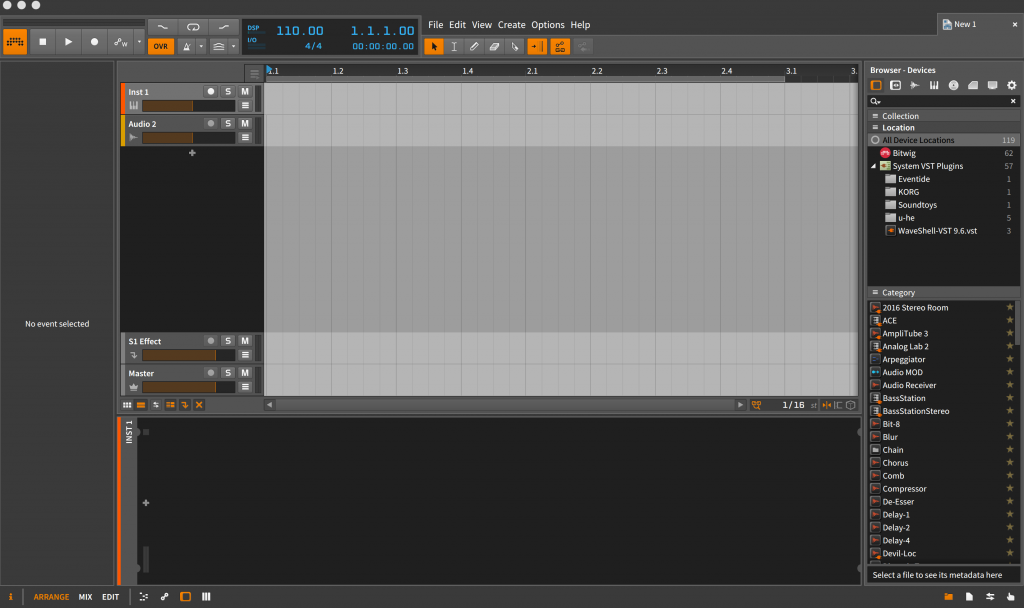 DSP
I/O
110.00
4/4
1.1.1.00
00:00:00.00
File Edit View Create Options Help
New 1
W
OVR
1.1 1.2 1.3 1.4 2.1 2.2 2.3 2.4 3.1 3.
Inst 1 S M
Audio 2 S M
No event selected
S1 Effect S M
Master S M
1/16
INST 1
Browser - Devices
Collection
Location
All Device Locations 119
Bitwig 62
System VST Plugins 57
Eventide 1
KORG 1
Soundtoys 1
u-he 5
WaveShell-VST 9.6.vst 3
Category
2016 Stereo Room
ACE
AmpliTube 3
Analog Lab 2
Arpeggiator
Audio MOD
Audio Receiver
BassStation
BassStationStereo
Bit-8
Blur
Chain
Chorus
Comb
Compressor
De-Esser
Delay-1
Delay-2
Delay-4
Devil-Loc
Select a file to see its metadata here
i ARRANGE MIX EDIT